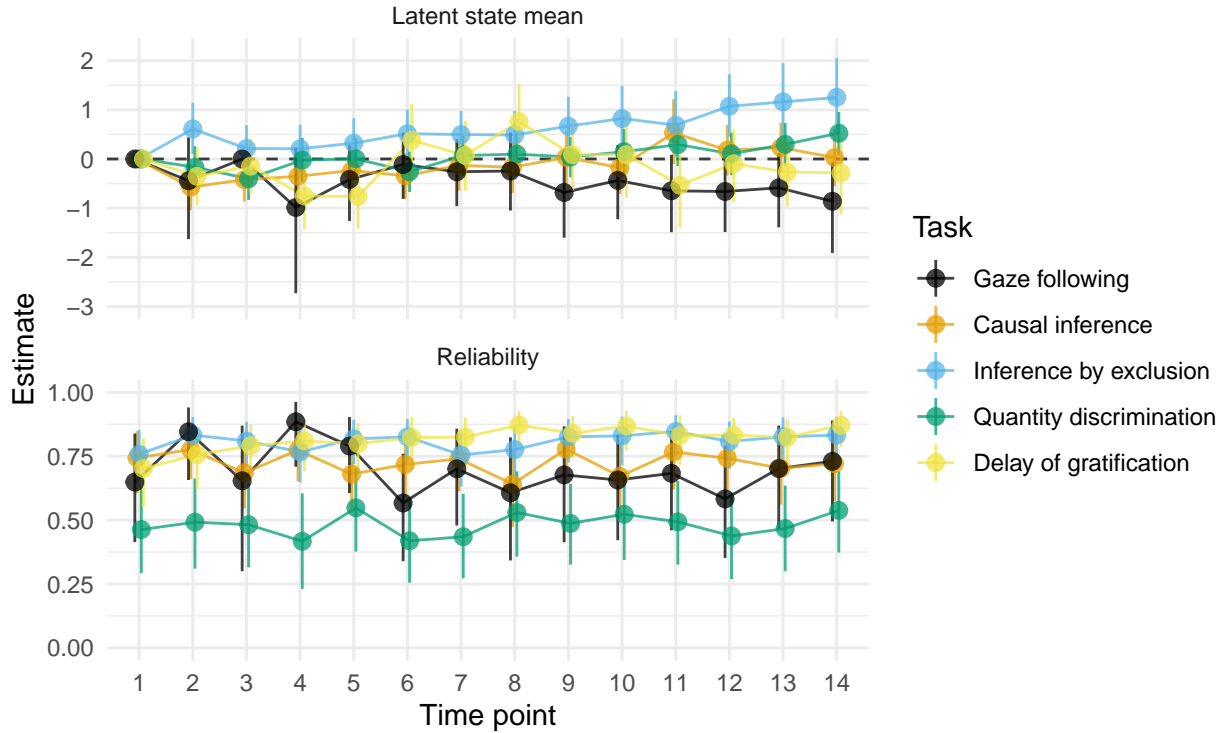 Latent state mean
2
1
0
−1
−2
−3
Reliability
1.00
0.75
0.50
0.25
0.00
1 2 3 4 5 6 7 8 9 10 11 12 13 14
Time point
Estimate
Task
Gaze following
Causal inference
Inference by exclusion
Quantity discrimination
Delay of gratification